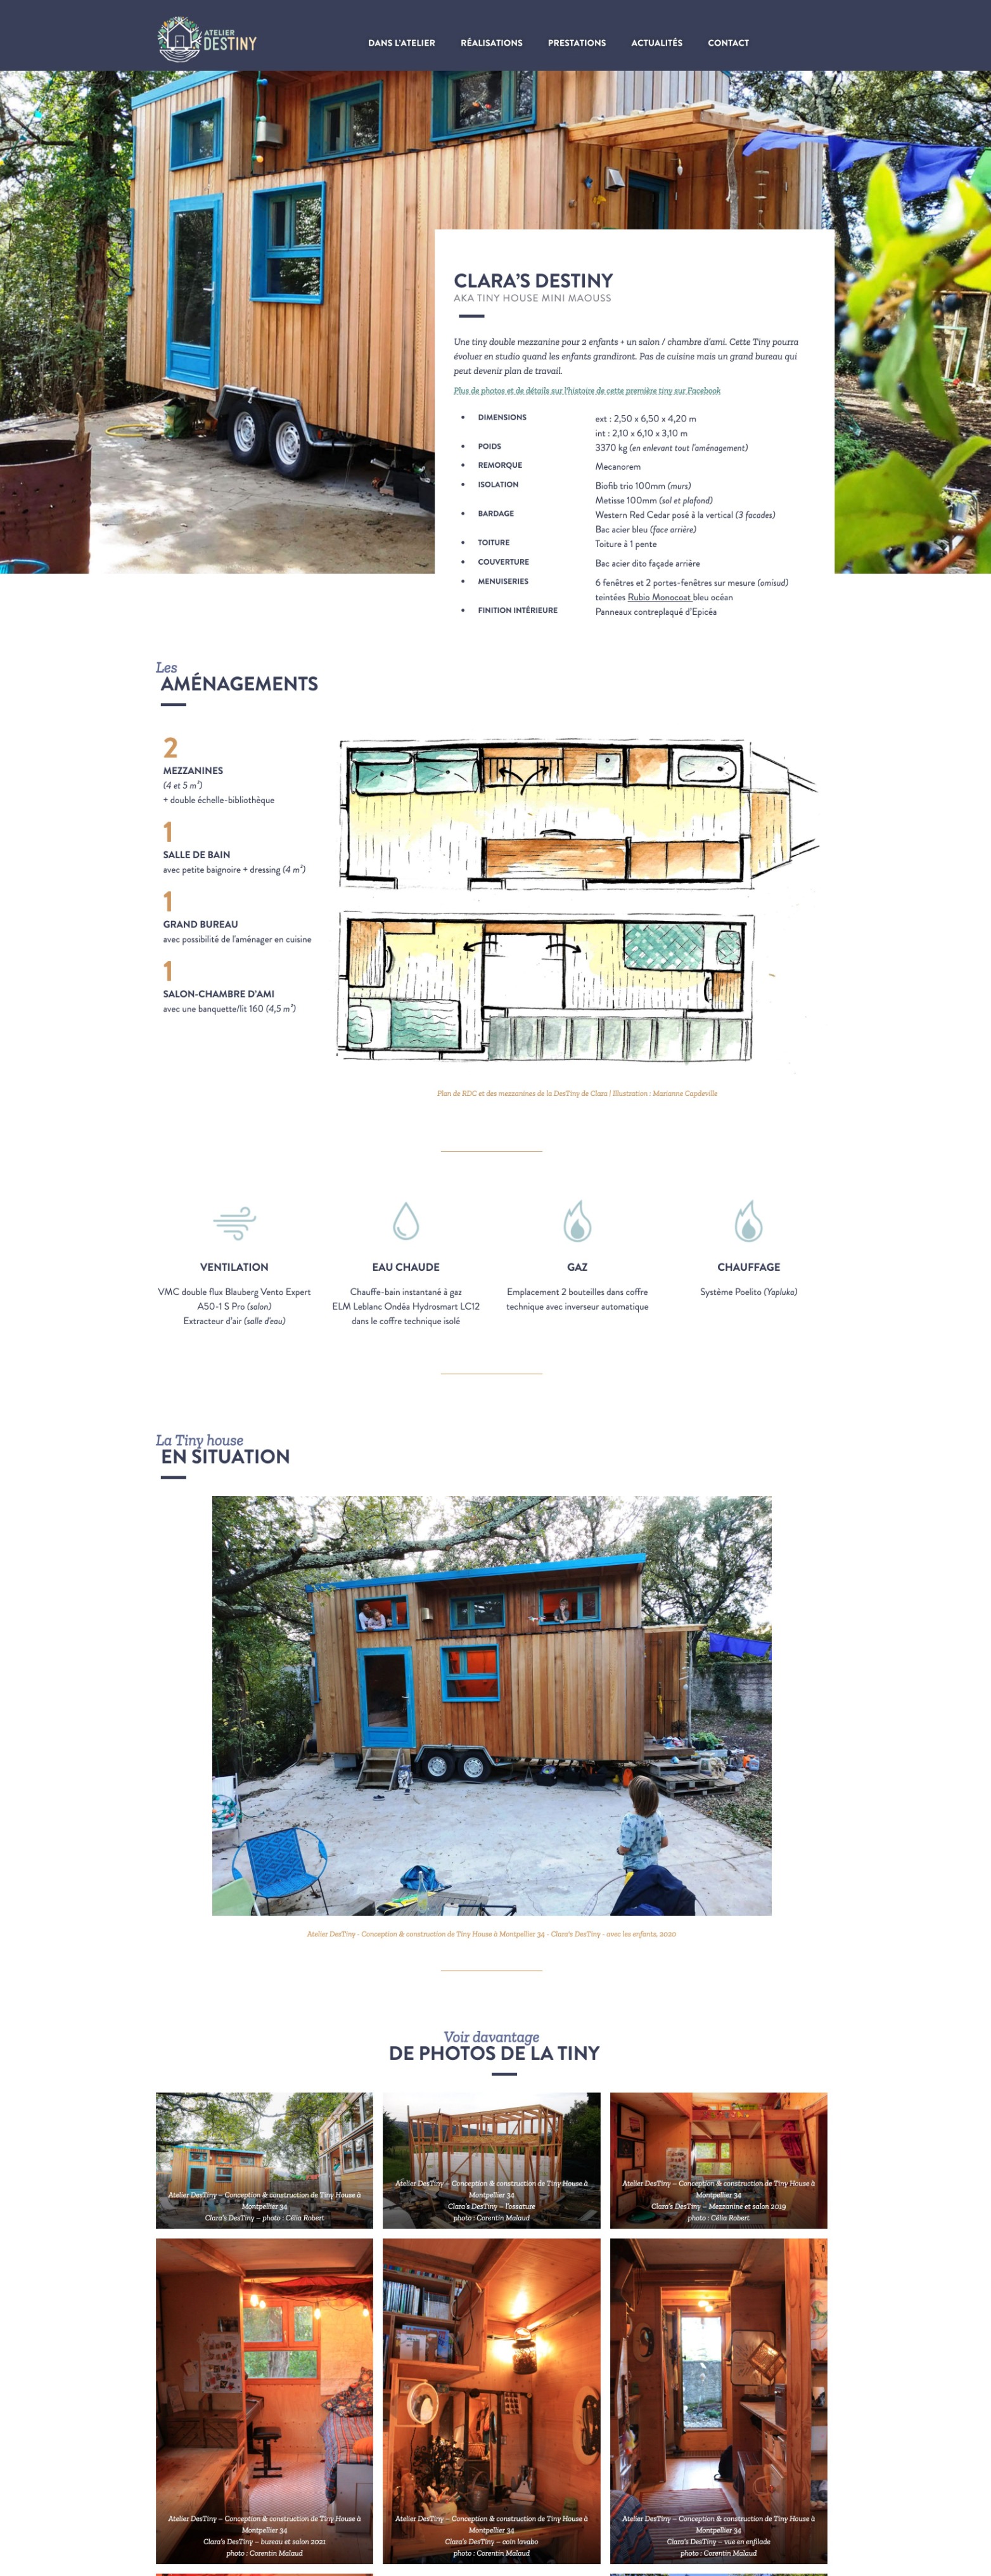 ATELIER
DESTINY
DANS L'ATELIER
RÉALISATIONS
PRESTATIONS
ACTUALITÉS
CONTACT
CLARA'S DESTINY
AKA TINY HOUSE MINI MAOUSS
Une tiny double mezzanine pour 2 enfants + un salon / chambre d'ami. Cette Tiny pourra
évoluer en studio quand les enfants grandiront. Pas de cuisine mais un grand bureau qui
peut devenir plan de travail.
Plus de photos et de détails sur l'histoire de cette première tiny sur Facebook
• DIMENSIONS
ext : 2,50 x 6,50 x 4,20 m
int : 2,10 x 6,10 x 3,10 m
• POIDS
3370 kg (en enlevant tout l'aménagement)
• REMORQUE
Mecanorem
• ISOLATION
Biofib trio 100mm (murs)
Metisse 100mm (sol et plafond)
• BARDAGE
Western Red Cedar posé à la vertical (3 facades)
Bac acier bleu (face arrière)
• TOITURE
Toiture à 1 pente
• COUVERTURE
Bac acier dito façade arrière
• MENUISERIES
6 fenêtres et 2 portes-fenêtres sur mesure (omisud)
teintées Rubio Monocoat bleu océan
• FINITION INTÉRIEURE
Panneaux contreplaqué d'Epicéa
Les
AMÉNAGEMENTS
2
MEZZANINES
(4 et 5 m²)
+ double échelle-bibliothèque
1
SALLE DE BAIN
avec petite baignoire + dressing (4 m²)
1
GRAND BUREAU
avec possibilité de l'aménager en cuisine
1
SALON-CHAMBRE D'AMI
avec une banquette/lit 160 (4,5 m²)
Plan de RDC et des mezzanines de la DesTiny de Clara | Illustration : Marianne Capdeville
VENTILATION
VMC double flux Blauberg Vento Expert
A50-1 S Pro (salon)
Extracteur d'air (salle d'eau)
EAU CHAUDE
Chauffe-bain instantané à gaz
ELM Leblanc Ondéa Hydrosmart LC12
dans le coffre technique isolé
GAZ
Emplacement 2 bouteilles dans coffre
technique avec inverseur automatique
CHAUFFAGE
Système Poelito (Yapluka)
La Tiny house
EN SITUATION
Atelier DesTiny - Conception & construction de Tiny House à Montpellier 34 - Clara's DesTiny - avec les enfants, 2020
Voir davantage
DE PHOTOS DE LA TINY
Atelier DesTiny – Conception & construction de Tiny House à
Montpellier 34
Clara's DesTiny – photo : Célia Robert
Atelier DesTiny – Conception & construction de Tiny House à
Montpellier 34
Clara's DesTiny – l'ossature
photo : Corentin Malaud
Atelier DesTiny – Conception & construction de Tiny House à
Montpellier 34
Clara's DesTiny – Mezzanine et salon 2019
photo : Célia Robert
Atelier DesTiny – Conception & construction de Tiny House à
Montpellier 34
Clara's DesTiny – bureau et salon 2021
photo : Corentin Malaud
Atelier DesTiny – Conception & construction de Tiny House à
Montpellier 34
Clara's DesTiny – coin lavabo
photo : Corentin Malaud
Atelier DesTiny – Conception & construction de Tiny House à
Montpellier 34
Clara's DesTiny – vue en enfilade
photo : Corentin Malaud